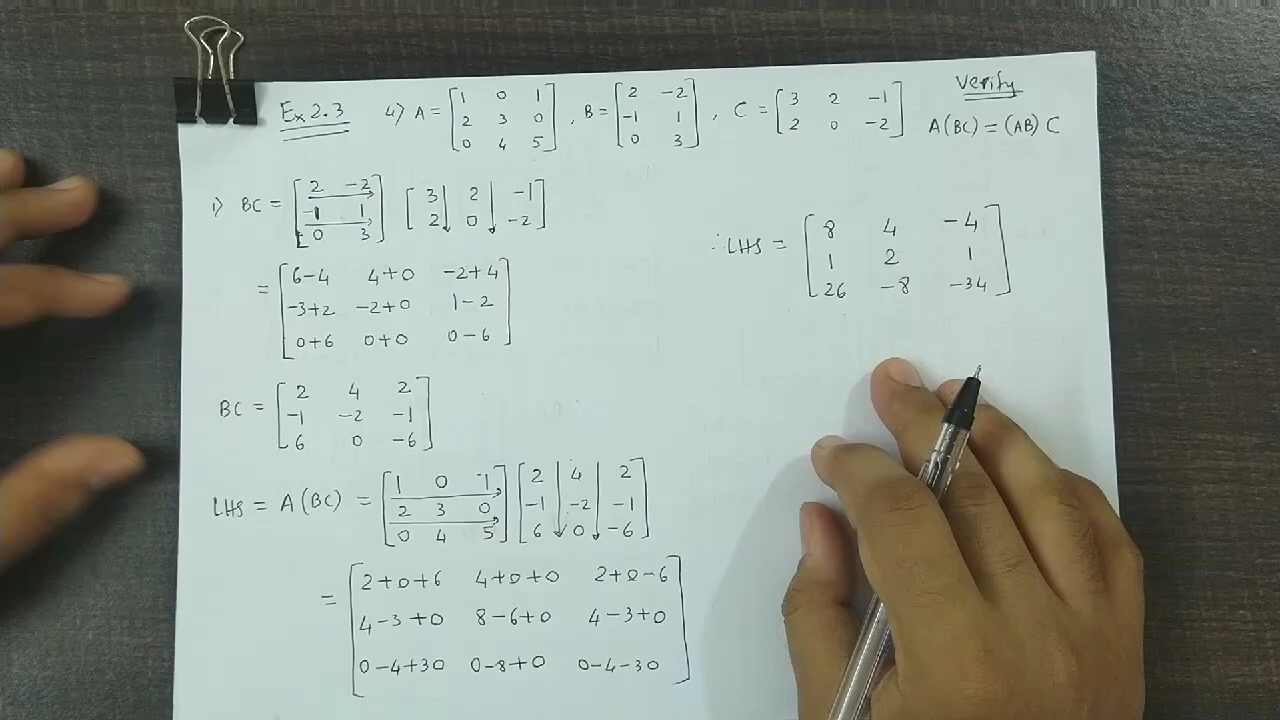 Ex 2.3 4) A = [1 0 1; 2 3 0; 0 4 5], B = [2 -2; -1 1; 0 3], C = [3 2 -1; 2 0 -2] Verify
A(BC) = (AB) C
1) BC = [2 -2; -1 1; 0 3] [3 2 -1; 2 0 -2]
= [6-4 4+0 -2+4; -3+2 -2+0 1-2; 0+6 0+0 0-6]
BC = [2 4 2; -1 -2 -1; 6 0 -6]
LHS = A (BC) = [1 0 1; 2 3 0; 0 4 5] [2 4 2; -1 -2 -1; 6 0 -6]
= [2+0+6 4+0+0 2+0-6; 4-3+0 8-6+0 4-3+0; 0-4+30 0-8+0 0-4-30]
∴ LHS = [8 4 -4; 1 2 1; 26 -8 -34]